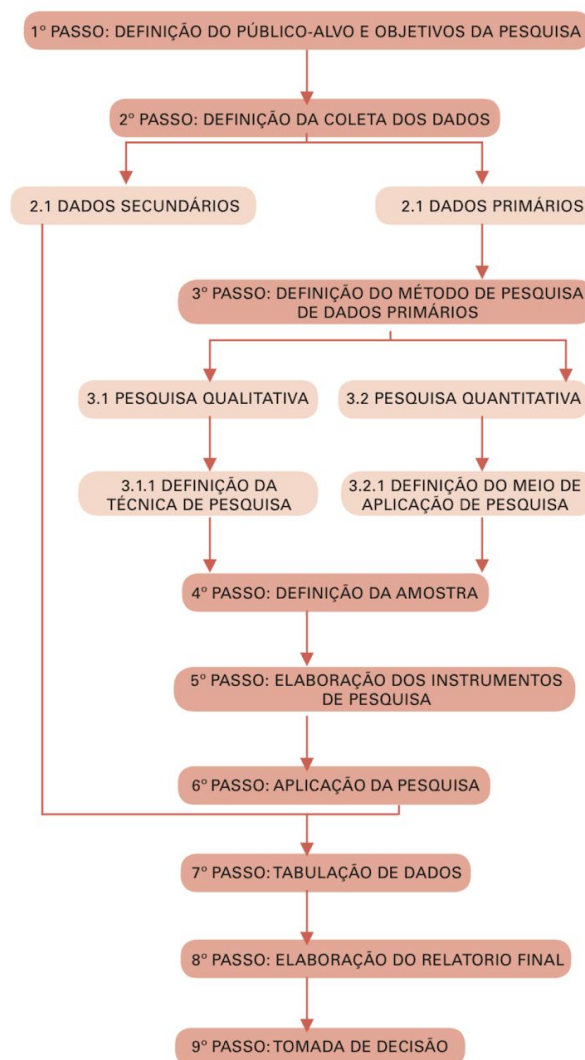 1º PASSO: DEFINIÇÃO DO PÚBLICO-ALVO E OBJETIVOS DA PESQUISA
2º PASSO: DEFINIÇÃO DA COLETA DOS DADOS
2.1 DADOS SECUNDÁRIOS
2.1 DADOS PRIMÁRIOS
3º PASSO: DEFINIÇÃO DO MÉTODO DE PESQUISA
DE DADOS PRIMÁRIOS
3.1 PESQUISA QUALITATIVA
3.2 PESQUISA QUANTITATIVA
3.1.1 DEFINIÇÃO DA
TÉCNICA DE PESQUISA
3.2.1 DEFINIÇÃO DO MEIO DE
APLICAÇÃO DE PESQUISA
4º PASSO: DEFINIÇÃO DA AMOSTRA
5º PASSO: ELABORAÇÃO DOS INSTRUMENTOS
DE PESQUISA
6º PASSO: APLICAÇÃO DA PESQUISA
7º PASSO: TABULAÇÃO DE DADOS
8º PASSO: ELABORAÇÃO DO RELATORIO FINAL
9º PASSO: TOMADA DE DECISÃO